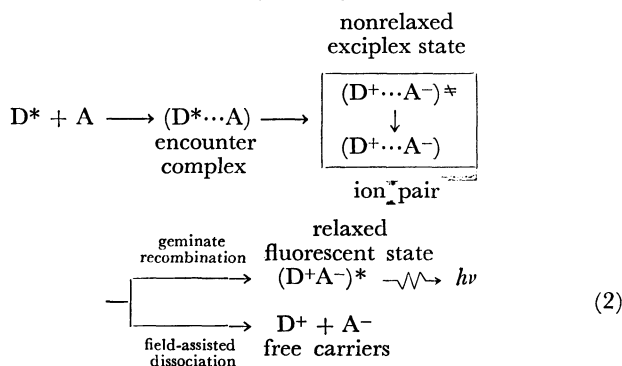 nonrelaxed
exciplex state
D* + A ⟶ (D*⋯A) ⟶ (D⁺⋯A⁻)≠
encounter
complex
↓
(D⁺⋯A⁻)
ion pair
relaxed
fluorescent state
geminate
recombination
(D⁺A⁻)* ⟿ hν
(2)
D⁺ + A⁻
free carriers
field-assisted
dissociation